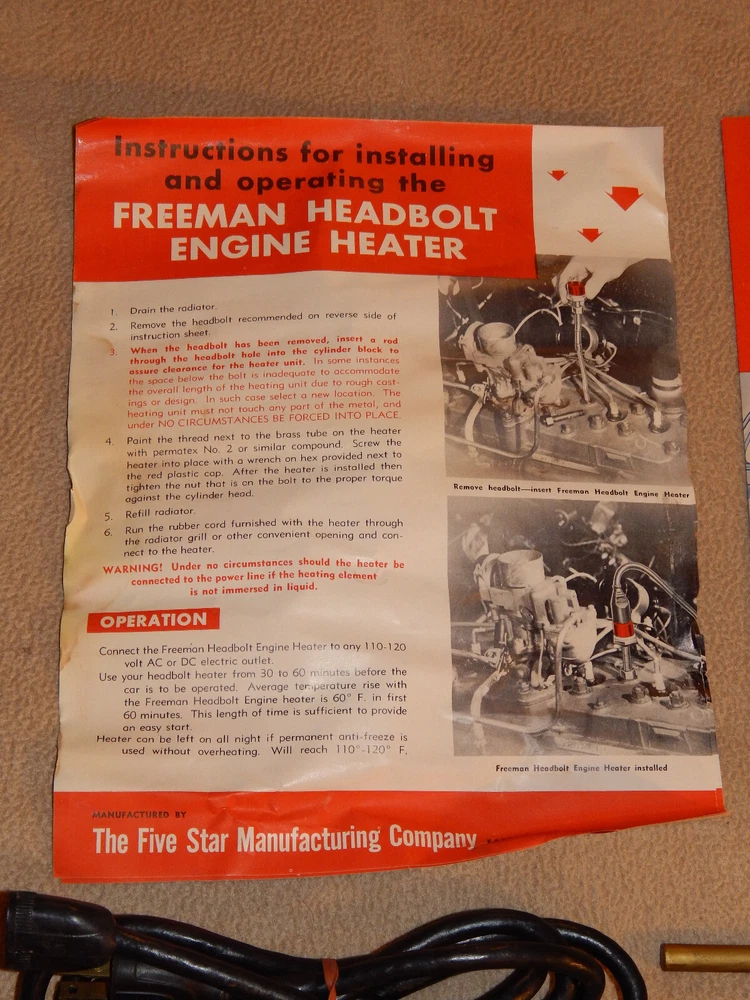 Instructions for installing
and operating the
FREEMAN HEADBOLT
ENGINE HEATER
1. Drain the radiator.
2. Remove the headbolt recommended on reverse side of
instruction sheet.
3. When the headbolt has been removed, insert a rod
through the headbolt hole into the cylinder block to
assure clearance for the heater unit. In some instances
the space below the bolt is inadequate to accommodate
the overall length of the heating unit due to rough cast-
ings or design. In such case select a new location. The
heating unit must not touch any part of the metal, and
under NO CIRCUMSTANCES BE FORCED INTO PLACE.
4. Paint the thread next to the brass tube on the heater
with permatex No. 2 or similar compound. Screw the
heater into place with a wrench on hex provided next to
the red plastic cap. After the heater is installed then
tighten the nut that is on the bolt to the proper torque
against the cylinder head.
5. Refill radiator.
6. Run the rubber cord furnished with the heater through
the radiator grill or other convenient opening and con-
nect to the heater.
WARNING! Under no circumstances should the heater be
connected to the power line if the heating element
is not immersed in liquid.
OPERATION
Connect the Freeman Headbolt Engine Heater to any 110-120
volt AC or DC electric outlet.
Use your headbolt heater from 30 to 60 minutes before the
car is to be operated. Average temperature rise with
the Freeman Headbolt Engine heater is 60° F. in first
60 minutes. This length of time is sufficient to provide
an easy start.
Heater can be left on all night if permanent anti-freeze is
used without overheating. Will reach 110°-120° F.
Remove headbolt—insert Freeman Headbolt Engine Heater
Freeman Headbolt Engine Heater installed
MANUFACTURED BY
The Five Star Manufacturing Company